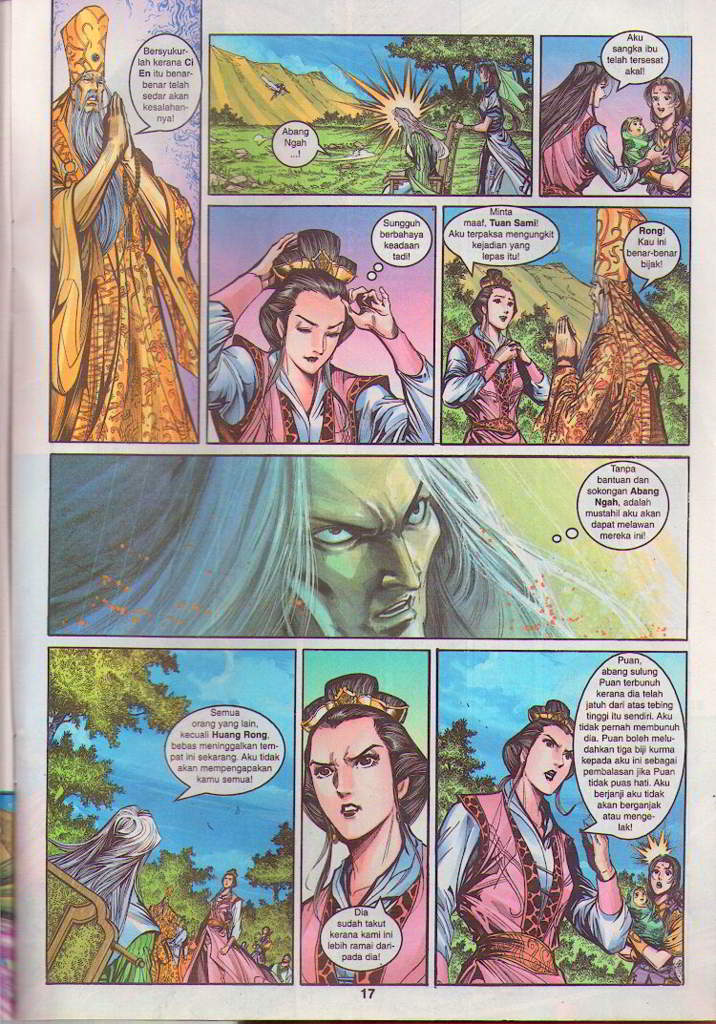 Bersyukur-
lah kerana Ci
En itu benar-
benar telah
sedar akan
kesalahan-
nya!
Abang
Ngah
...!
Aku
sangka ibu
telah tersesat
akal!
Sungguh
berbahaya
keadaan
tadi!
Minta
maaf, Tuan Sami!
Aku terpaksa mengungkit
kejadian yang
lepas itu!
Rong!
Kau ini
benar-benar
bijak!
Tanpa
bantuan dan
sokongan Abang
Ngah, adalah
mustahil aku akan
dapat melawan
mereka ini!
Semua
orang yang lain,
kecuali Huang Rong,
bebas meninggalkan tem-
pat ini sekarang. Aku tidak
akan mempengapakan
kamu semua!
Dia
sudah takut
kerana kami ini
lebih ramai dari-
pada dia!
Puan,
abang sulung
Puan terbunuh
kerana dia telah
jatuh dari atas tebing
tinggi itu sendiri. Aku
tidak pernah membunuh
dia. Puan boleh melu-
dahkan tiga biji kurma
kepada aku ini sebagai
pembalasan jika Puan
tidak puas hati. Aku
berjanji aku tidak
akan berganjak
atau menge-
lak!
17